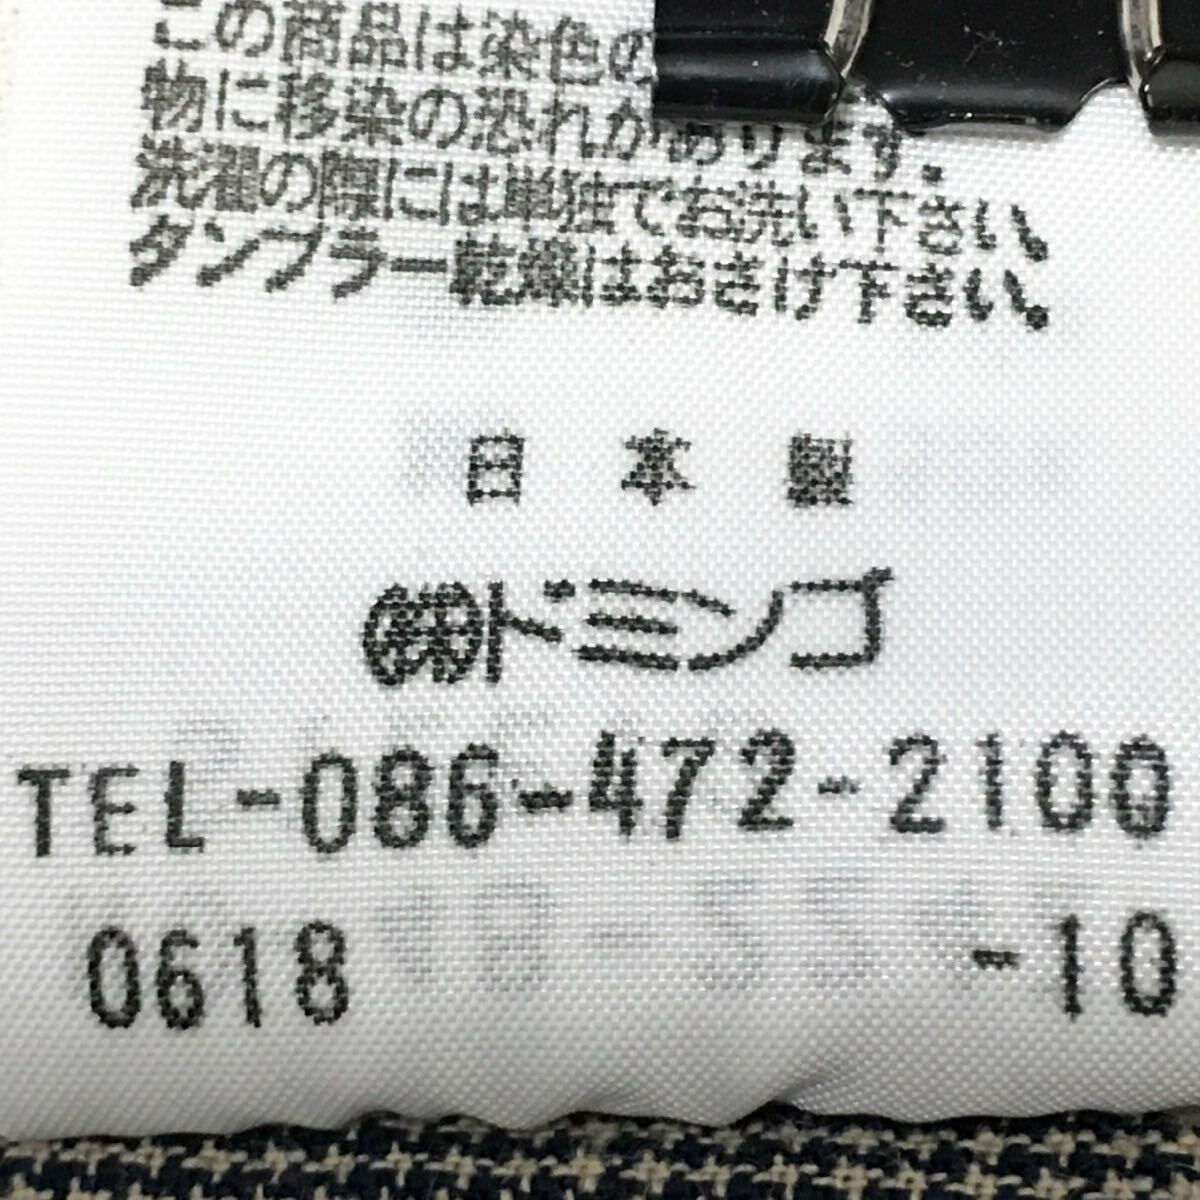 この商品は染色の
物に移染の恐れがあります。
洗濯の際には単独でお洗い下さい。
タンブラー乾燥はおさけ下さい。
日本製
㈱ドミンゴ
TEL-086-472-2100
0618 -10